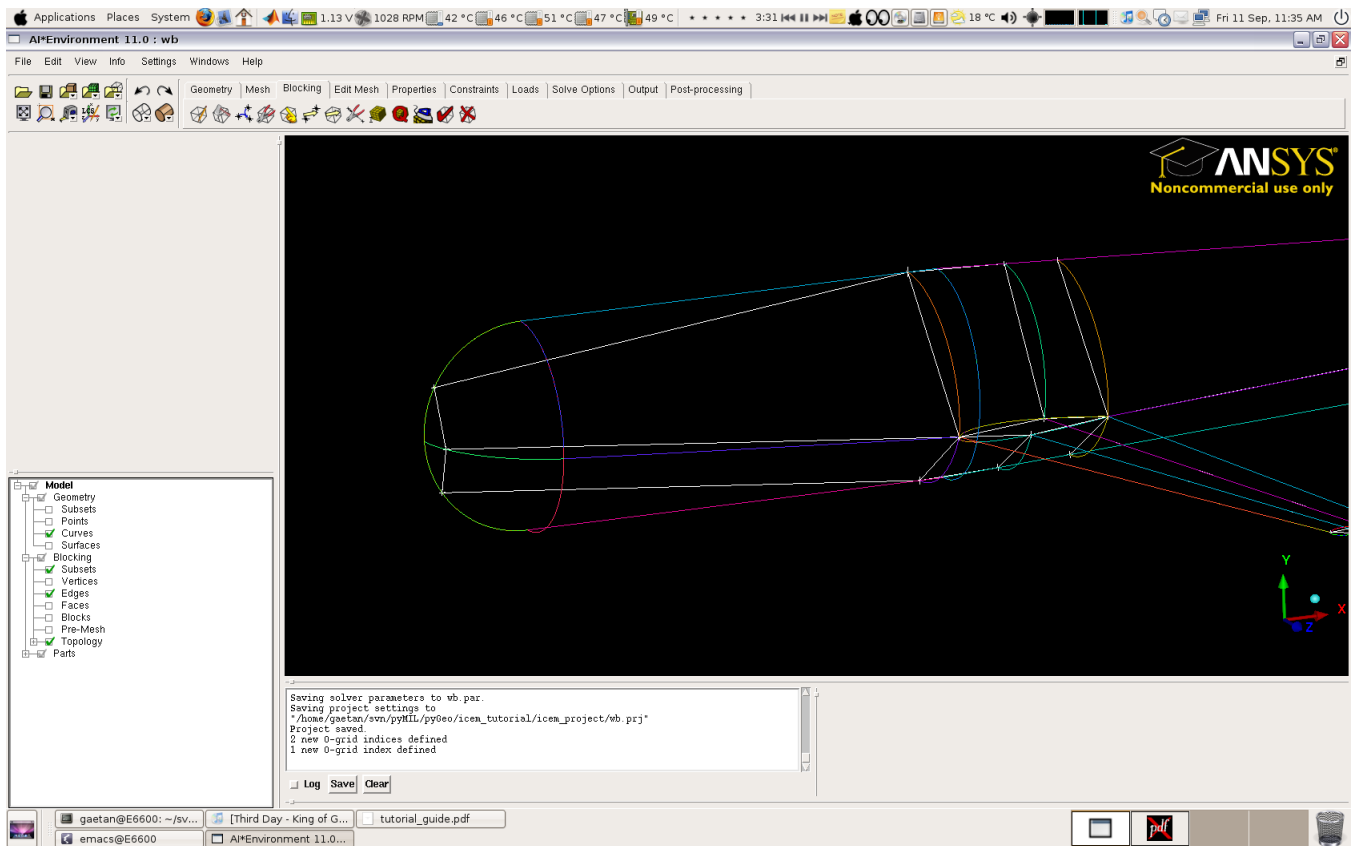 Applications Places System 1.13 V 1028 RPM 42 °C 46 °C 51 °C 47 °C 49 °C 3:31 18 °C Fri 11 Sep, 11:35 AM
AI*Environment 11.0 : wb
File Edit View Info Settings Windows Help
Geometry Mesh Blocking Edit Mesh Properties Constraints Loads Solve Options Output Post-processing
ANSYS
Noncommercial use only
Model
Geometry
Subsets
Points
Curves
Surfaces
Blocking
Subsets
Vertices
Edges
Faces
Blocks
Pre-Mesh
Topology
Parts
Y
X
Z
Saving solver parameters to wb.par.
Saving project settings to
"/home/gaetan/svn/pyMIL/pyGeo/icem_tutorial/icem_project/wb.prj"
Project saved.
2 new O-grid indices defined
1 new O-grid index defined
Log Save Clear
gaetan@E6600: ~/sv... [Third Day - King of G... tutorial_guide.pdf
emacs@E6600 AI*Environment 11.0...
pdf